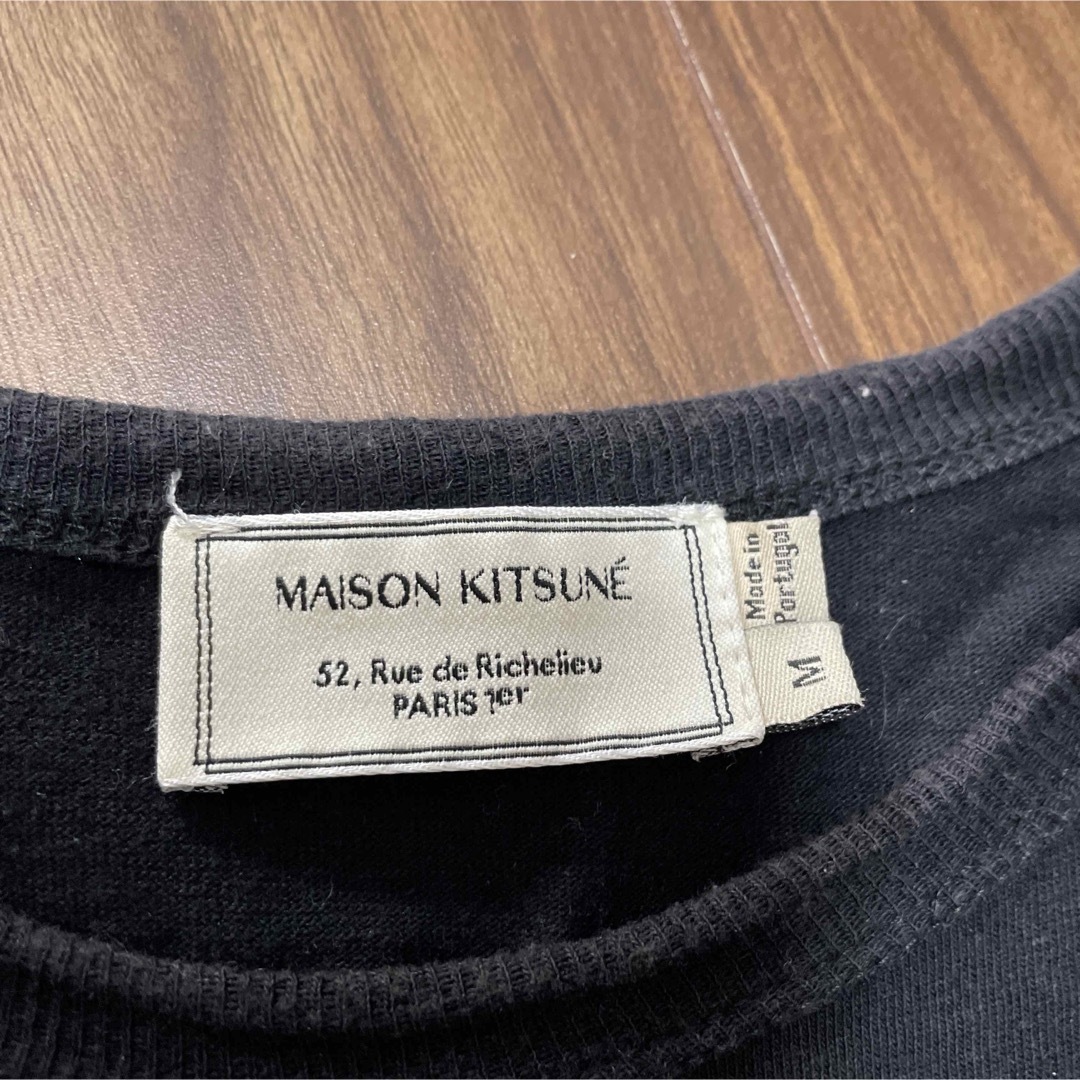 MAISON KITSUNÉ
52, Rue de Richelieu
PARIS 1er
Made in
Portugal
M